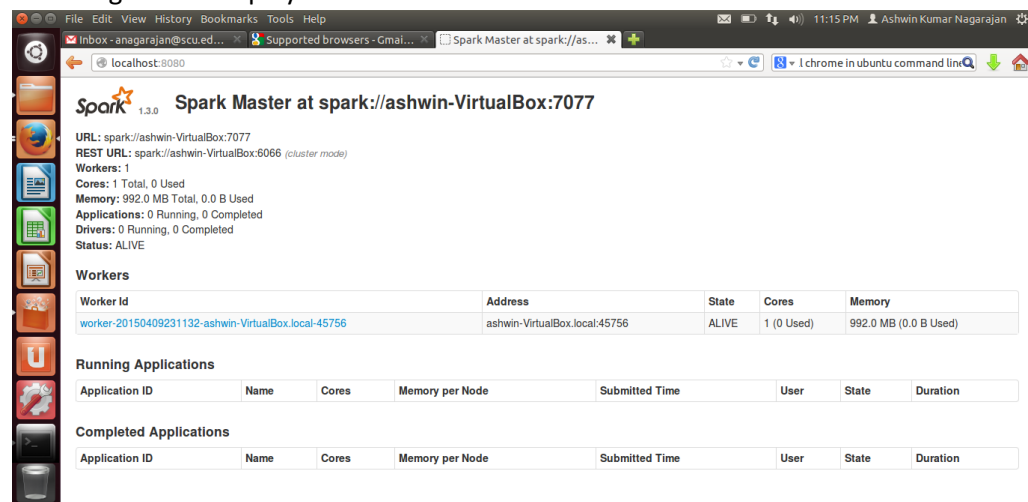 File Edit View History Bookmarks Tools Help 11:15 PM Ashwin Kumar Nagarajan
Inbox - anagarajan@scu.ed... Supported browsers - Gmai... Spark Master at spark://as...
localhost:8080 chrome in ubuntu command line
Spark 1.3.0 Spark Master at spark://ashwin-VirtualBox:7077
URL: spark://ashwin-VirtualBox:7077
REST URL: spark://ashwin-VirtualBox:6066 (cluster mode)
Workers: 1
Cores: 1 Total, 0 Used
Memory: 992.0 MB Total, 0.0 B Used
Applications: 0 Running, 0 Completed
Drivers: 0 Running, 0 Completed
Status: ALIVE
Workers
Worker Id Address State Cores Memory
worker-20150409231132-ashwin-VirtualBox.local-45756 ashwin-VirtualBox.local:45756 ALIVE 1 (0 Used) 992.0 MB (0.0 B Used)
Running Applications
Application ID Name Cores Memory per Node Submitted Time User State Duration
Completed Applications
Application ID Name Cores Memory per Node Submitted Time User State Duration